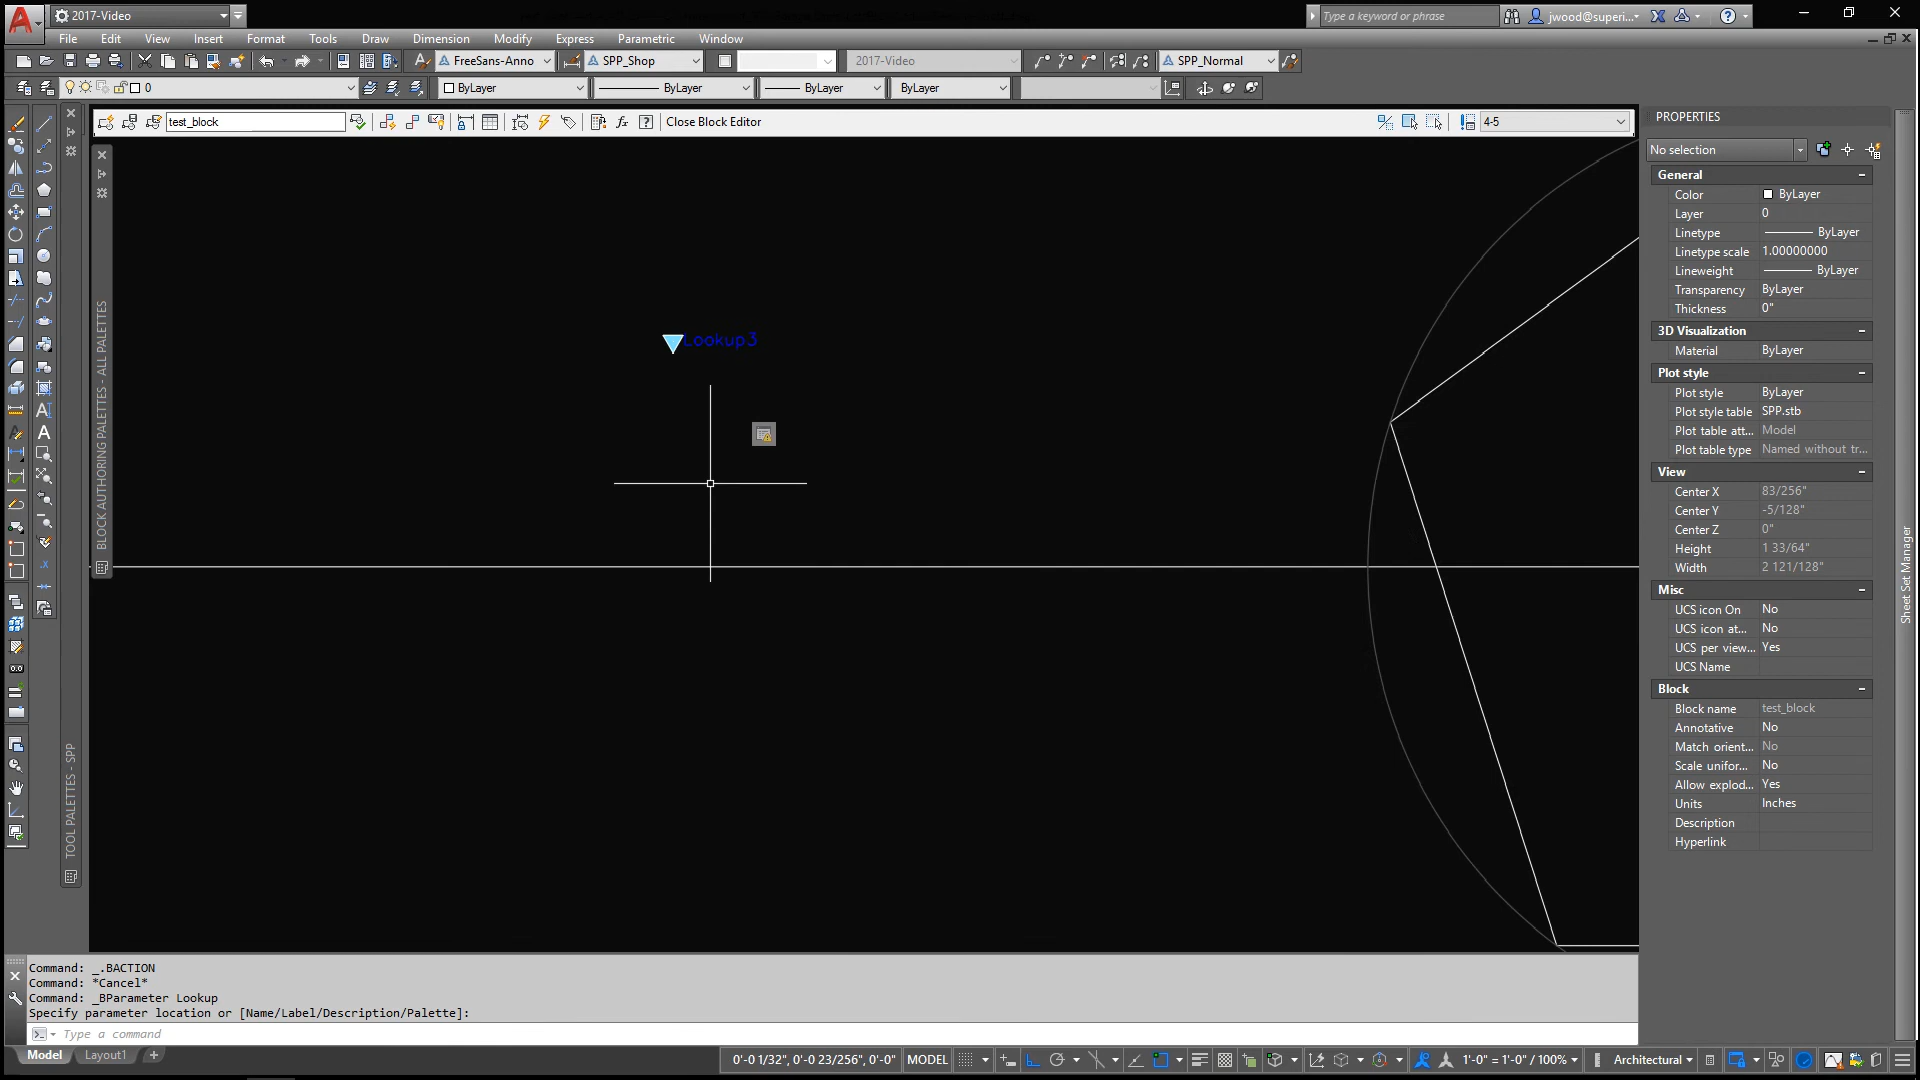 2017-Video
Type a keyword or phrase
jwood@superi...
File Edit View Insert Format Tools Draw Dimension Modify Express Parametric Window
FreeSans-Anno SPP_Shop 2017-Video SPP_Normal
0 ByLayer ByLayer ByLayer ByLayer
test_block Close Block Editor 4-5
Lookup3
BLOCK AUTHORING PALETTES - ALL PALETTES
TOOL PALETTES - SPP
PROPERTIES
No selection
General
Color ByLayer
Layer 0
Linetype ByLayer
Linetype scale 1.00000000
Lineweight ByLayer
Transparency ByLayer
Thickness 0"
3D Visualization
Material ByLayer
Plot style
Plot style ByLayer
Plot style table SPP.stb
Plot table att... Model
Plot table type Named without tr...
View
Center X 83/256"
Center Y -5/128"
Center Z 0"
Height 1 33/64"
Width 2 121/128"
Misc
UCS icon On No
UCS icon at... No
UCS per view... Yes
UCS Name
Block
Block name test_block
Annotative No
Match orient... No
Scale unifor... No
Allow explod... Yes
Units Inches
Description
Hyperlink
Sheet Set Manager
Command: _.BACTION
Command: *Cancel*
Command: _BParameter Lookup
Specify parameter location or [Name/Label/Description/Palette]:
Type a command
Model Layout1 +
0'-0 1/32", 0'-0 23/256", 0'-0" MODEL 1'-0" = 1'-0" / 100% Architectural